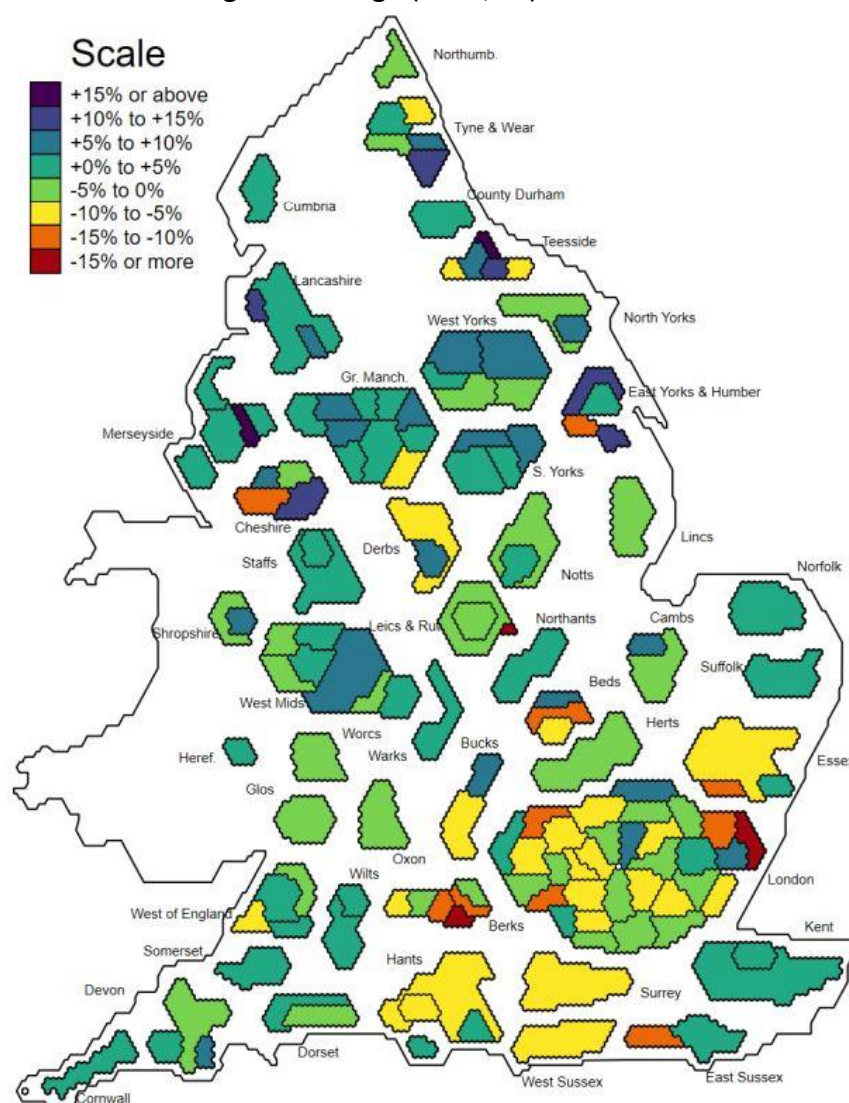 Scale
+15% or above
+10% to +15%
+5% to +10%
+0% to +5%
-5% to 0%
-10% to -5%
-15% to -10%
-15% or more
Northumb.
Tyne & Wear
Cumbria
County Durham
Teesside
Lancashire
West Yorks
North Yorks
Gr. Manch.
East Yorks & Humber
Merseyside
S. Yorks
Cheshire
Staffs
Derbs
Notts
Lincs
Norfolk
Shropshire
Leics & Rut
Northants
Cambs
Suffolk
West Mids
Beds
Worcs
Warks
Bucks
Herts
Heref.
Essex
Glos
Oxon
London
Wilts
West of England
Berks
Kent
Somerset
Hants
Devon
Surrey
Dorset
West Sussex
East Sussex
Cornwall